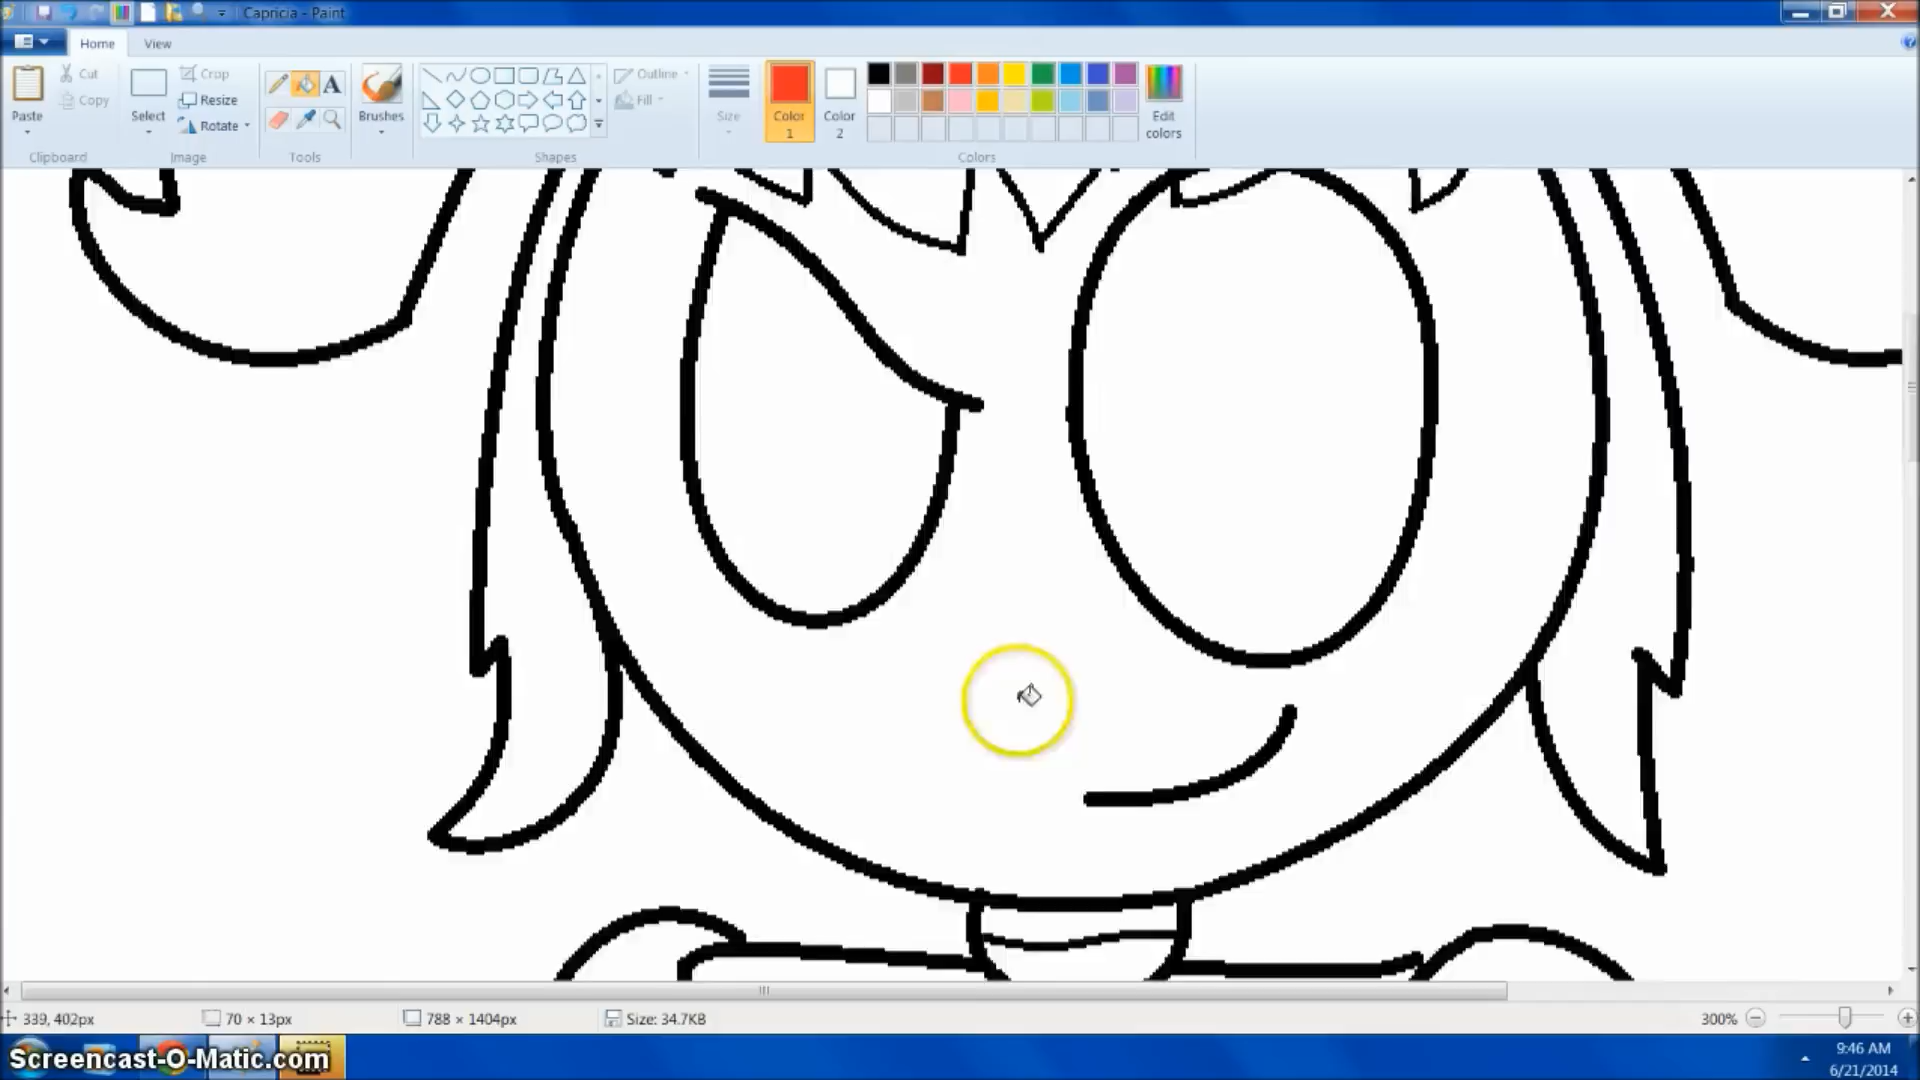 Capricia - Paint
Home View
Paste
Cut
Copy
Clipboard
Select
Crop
Resize
Rotate
Image
A
Tools
Brushes
Shapes
Outline
Fill
Size
Color 1
Color 2
Edit colors
Colors
339, 402px
70 × 13px
788 × 1404px
Size: 34.7KB
300%
Screencast-O-Matic.com
9:46 AM
6/21/2014